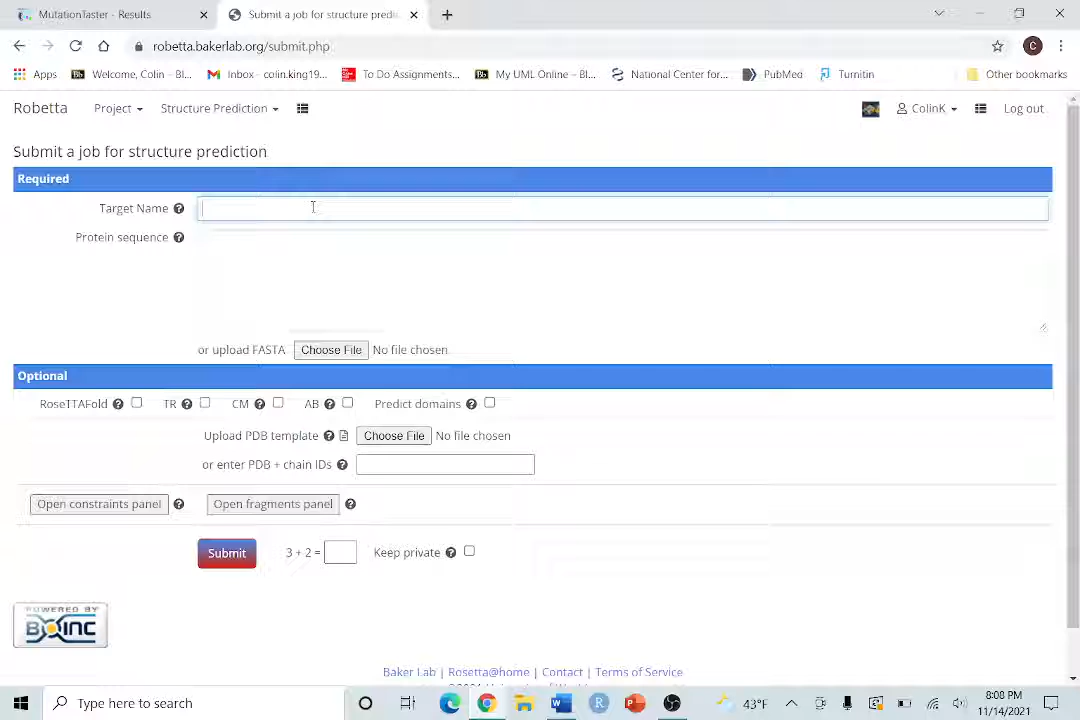 MutationTaster - Results
Submit a job for structure predi
robetta.bakerlab.org/submit.php
C
Apps
Bb Welcome, Colin – Bl...
Inbox - colin.king19...
To Do Assignments...
Bb My UML Online – Bl...
National Center for...
PubMed
Turnitin
Other bookmarks
Robetta Project Structure Prediction
ColinK Log out
Submit a job for structure prediction
Required
Target Name
Protein sequence
or upload FASTA Choose File No file chosen
Optional
RoseTTAFold TR CM AB Predict domains
Upload PDB template Choose File No file chosen
or enter PDB + chain IDs
Open constraints panel Open fragments panel
Submit 3 + 2 = Keep private
POWERED BY
BOINC
Baker Lab | Rosetta@home | Contact | Terms of Service
Type here to search
43°F
8:08 PM
11/14/2021